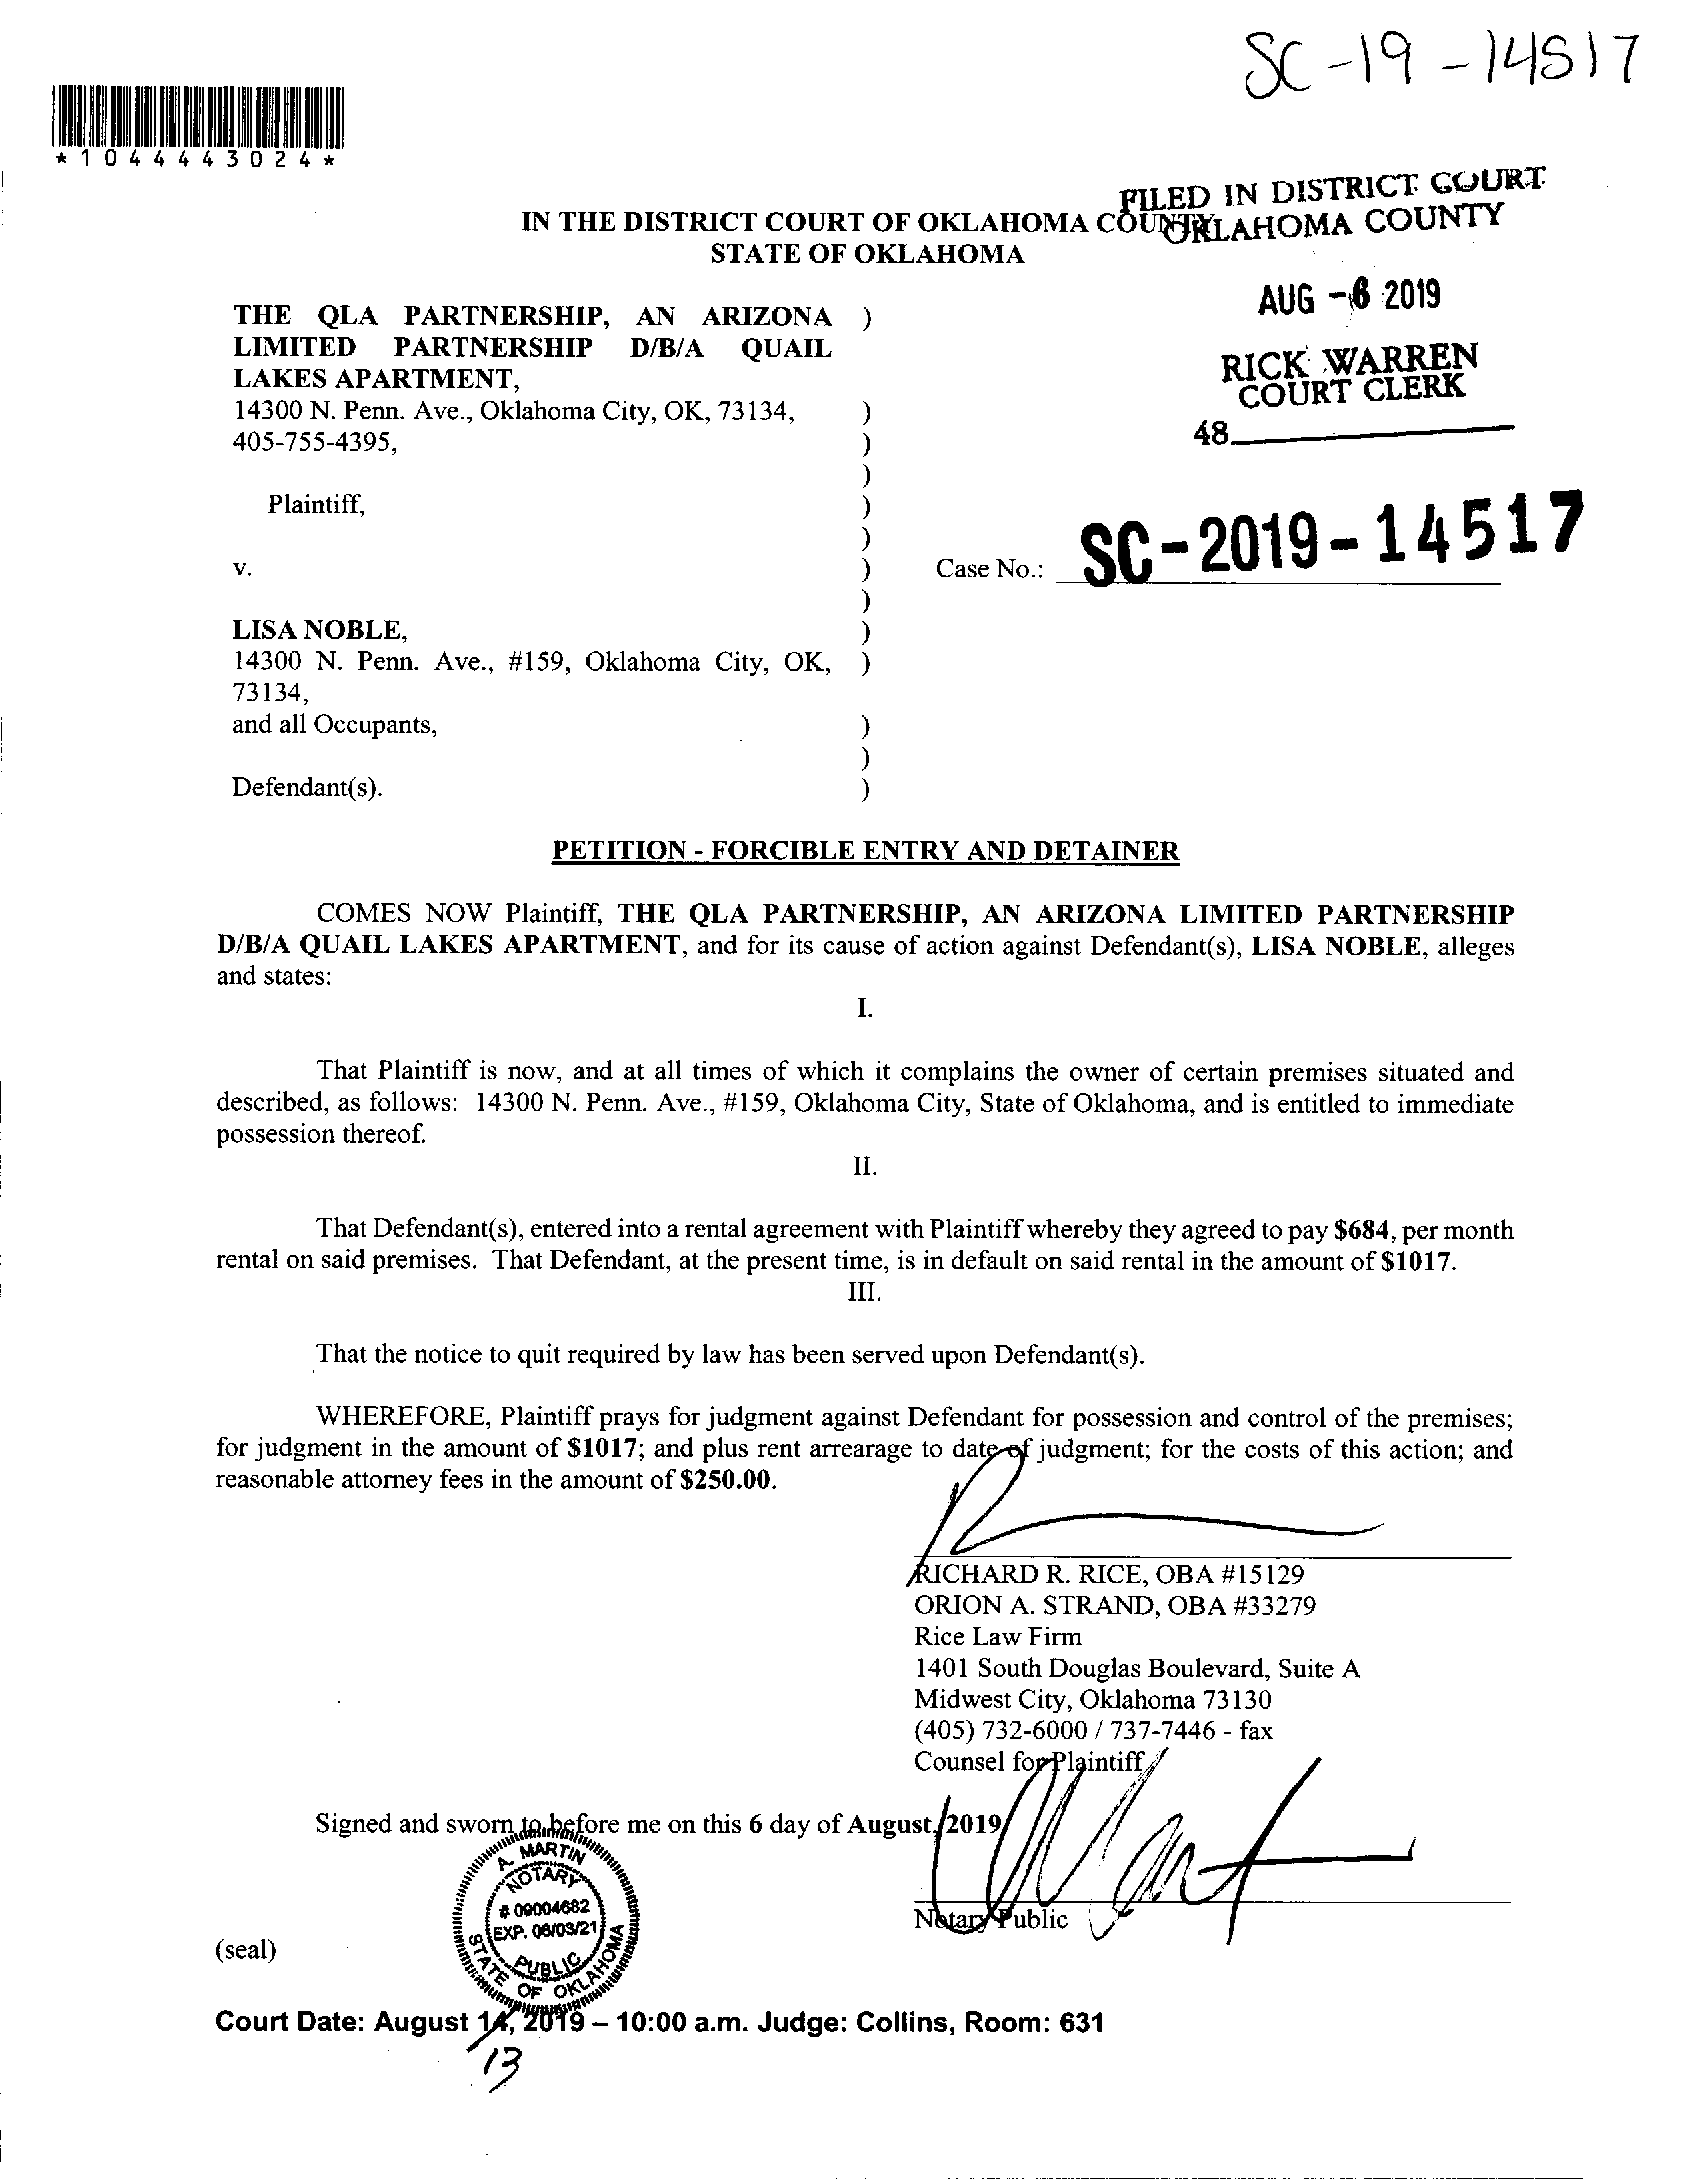 SC-19-14517
*1044443024*
FILED IN DISTRICT COURT
OKLAHOMA COUNTY
IN THE DISTRICT COURT OF OKLAHOMA COUNTY
STATE OF OKLAHOMA
AUG -6 2019
RICK WARREN
COURT CLERK
48
THE QLA PARTNERSHIP, AN ARIZONA )
LIMITED PARTNERSHIP D/B/A QUAIL
LAKES APARTMENT,
14300 N. Penn. Ave., Oklahoma City, OK, 73134, )
405-755-4395, )
)
Plaintiff, )
)
v. ) Case No.: SC-2019-14517
)
LISA NOBLE, )
14300 N. Penn. Ave., #159, Oklahoma City, OK, )
73134,
and all Occupants, )
)
Defendant(s). )
PETITION - FORCIBLE ENTRY AND DETAINER
COMES NOW Plaintiff, THE QLA PARTNERSHIP, AN ARIZONA LIMITED PARTNERSHIP
D/B/A QUAIL LAKES APARTMENT, and for its cause of action against Defendant(s), LISA NOBLE, alleges
and states:
I.
That Plaintiff is now, and at all times of which it complains the owner of certain premises situated and
described, as follows: 14300 N. Penn. Ave., #159, Oklahoma City, State of Oklahoma, and is entitled to immediate
possession thereof.
II.
That Defendant(s), entered into a rental agreement with Plaintiff whereby they agreed to pay $684, per month
rental on said premises. That Defendant, at the present time, is in default on said rental in the amount of $1017.
III.
That the notice to quit required by law has been served upon Defendant(s).
WHEREFORE, Plaintiff prays for judgment against Defendant for possession and control of the premises;
for judgment in the amount of $1017; and plus rent arrearage to date of judgment; for the costs of this action; and
reasonable attorney fees in the amount of $250.00.
RICHARD R. RICE, OBA #15129
ORION A. STRAND, OBA #33279
Rice Law Firm
1401 South Douglas Boulevard, Suite A
Midwest City, Oklahoma 73130
(405) 732-6000 / 737-7446 - fax
Counsel for Plaintiff
Signed and sworn to before me on this 6 day of August, 2019
A. MARTIN
NOTARY
# 09004682
EXP. 06/03/21
PUBLIC
STATE OF OKLAHOMA
Notary Public
(seal)
Court Date: August 14, 2019 – 10:00 a.m. Judge: Collins, Room: 631
13